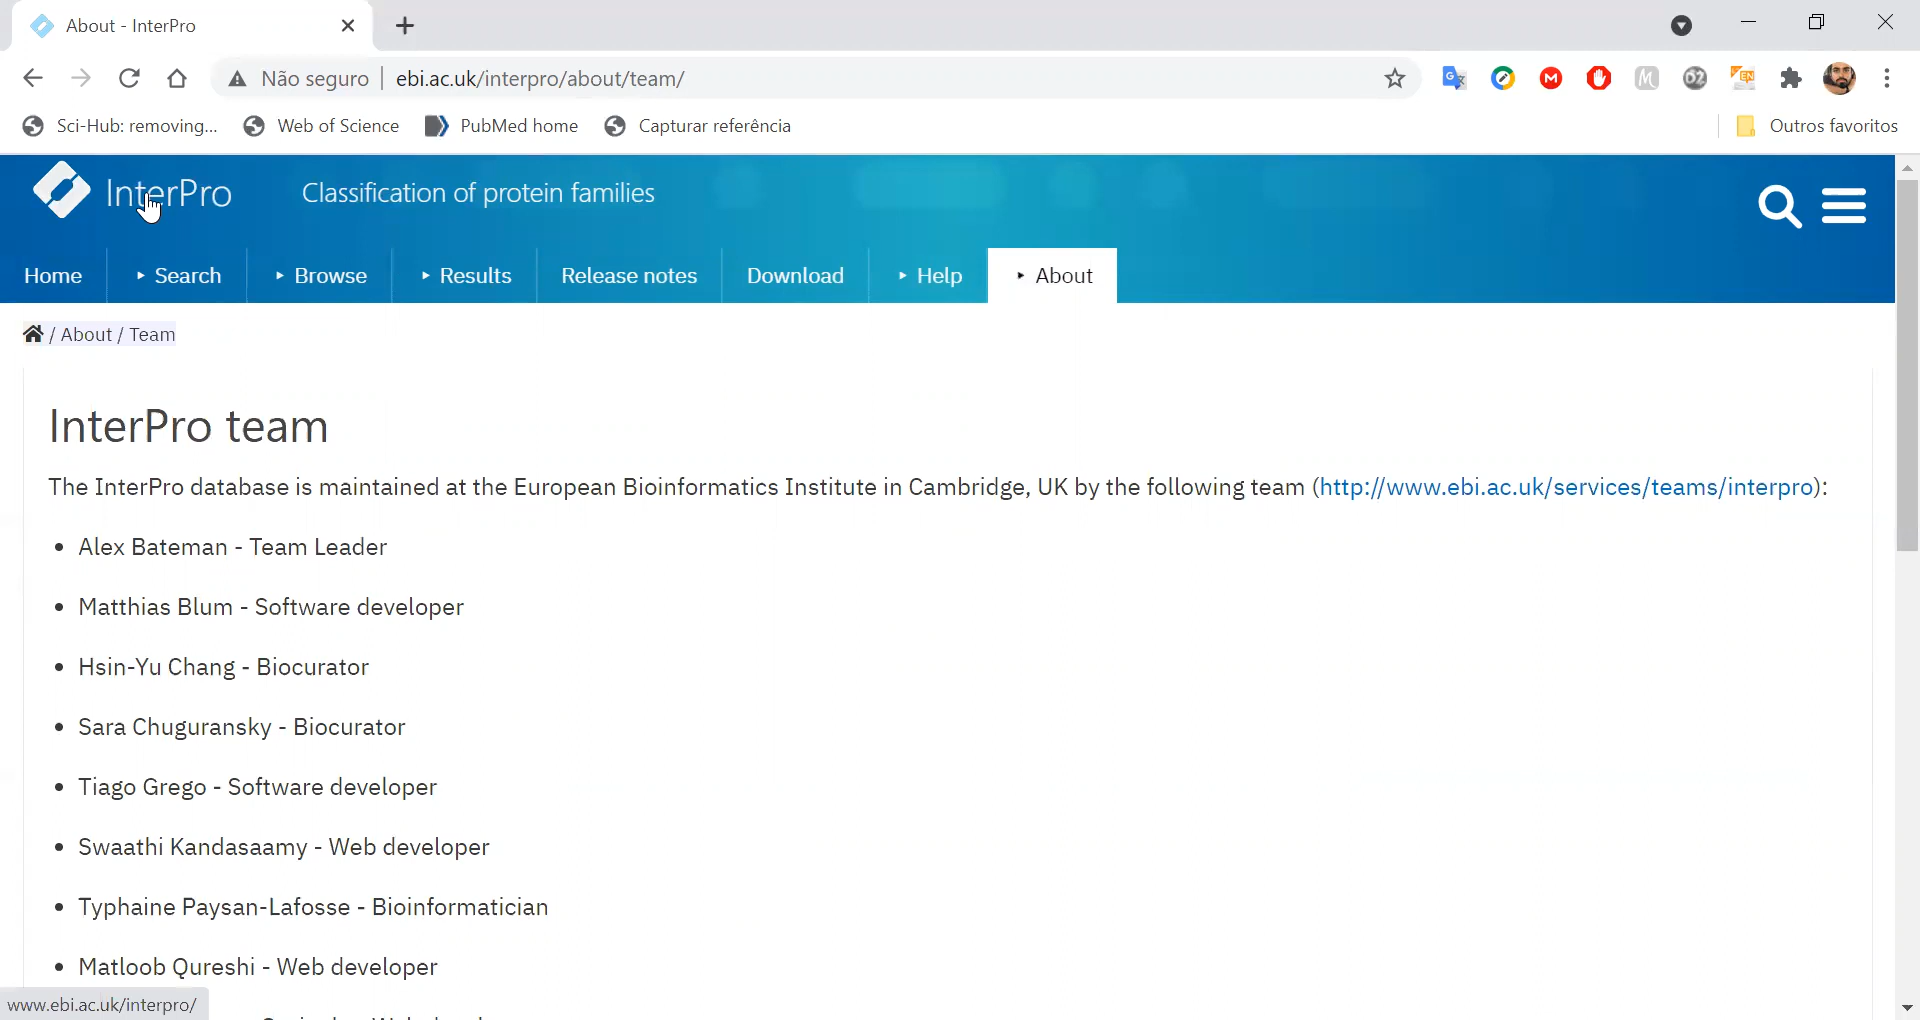 About - InterPro
Não seguro
ebi.ac.uk/interpro/about/team/
Sci-Hub: removing...
Web of Science
PubMed home
Capturar referência
Outros favoritos
InterPro
Classification of protein families
Home
Search
Browse
Results
Release notes
Download
Help
About
/ About / Team
InterPro team
The InterPro database is maintained at the European Bioinformatics Institute in Cambridge, UK by the following team (http://www.ebi.ac.uk/services/teams/interpro):
• Alex Bateman - Team Leader
• Matthias Blum - Software developer
• Hsin-Yu Chang - Biocurator
• Sara Chuguransky - Biocurator
• Tiago Grego - Software developer
• Swaathi Kandasaamy - Web developer
• Typhaine Paysan-Lafosse - Bioinformatician
• Matloob Qureshi - Web developer
www.ebi.ac.uk/interpro/